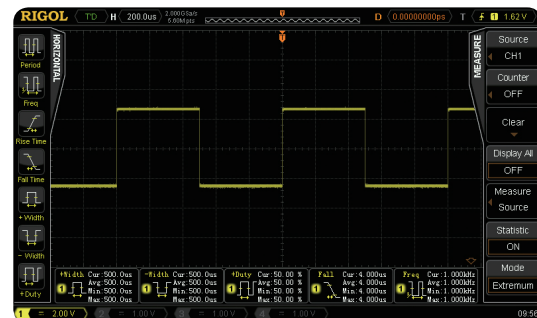 RIGOL T'D H 200.0us 2.000GSa/s 6.00M pts D 0.00000000ps T 1 1.62 V
HORIZONTAL
Period
Freq
Rise Time
Fall Time
+ Width
- Width
+Duty
MEASURE
Source
CH1
Counter
OFF
Clear
Display All
OFF
Measure
Source
Statistic
ON
Mode
Extremum
+Width Cur:500.0us
Avg:500.0us
Min:500.0us
Max:500.0us
-Width Cur:500.0us
Avg:500.0us
Min:500.0us
Max:500.0us
+Duty Cur:50.00 %
Avg:50.00 %
Min:50.00 %
Max:50.00 %
Fall Cur:4.000us
Avg:4.000us
Min:4.000us
Max:4.000us
Freq Cur:1.000kHz
Avg:1.000kHz
Min:1.000kHz
Max:1.000kHz
1 = 2.00 V 2 = 1.00 V 3 = 1.00 V 4 = 1.00 V 09:56